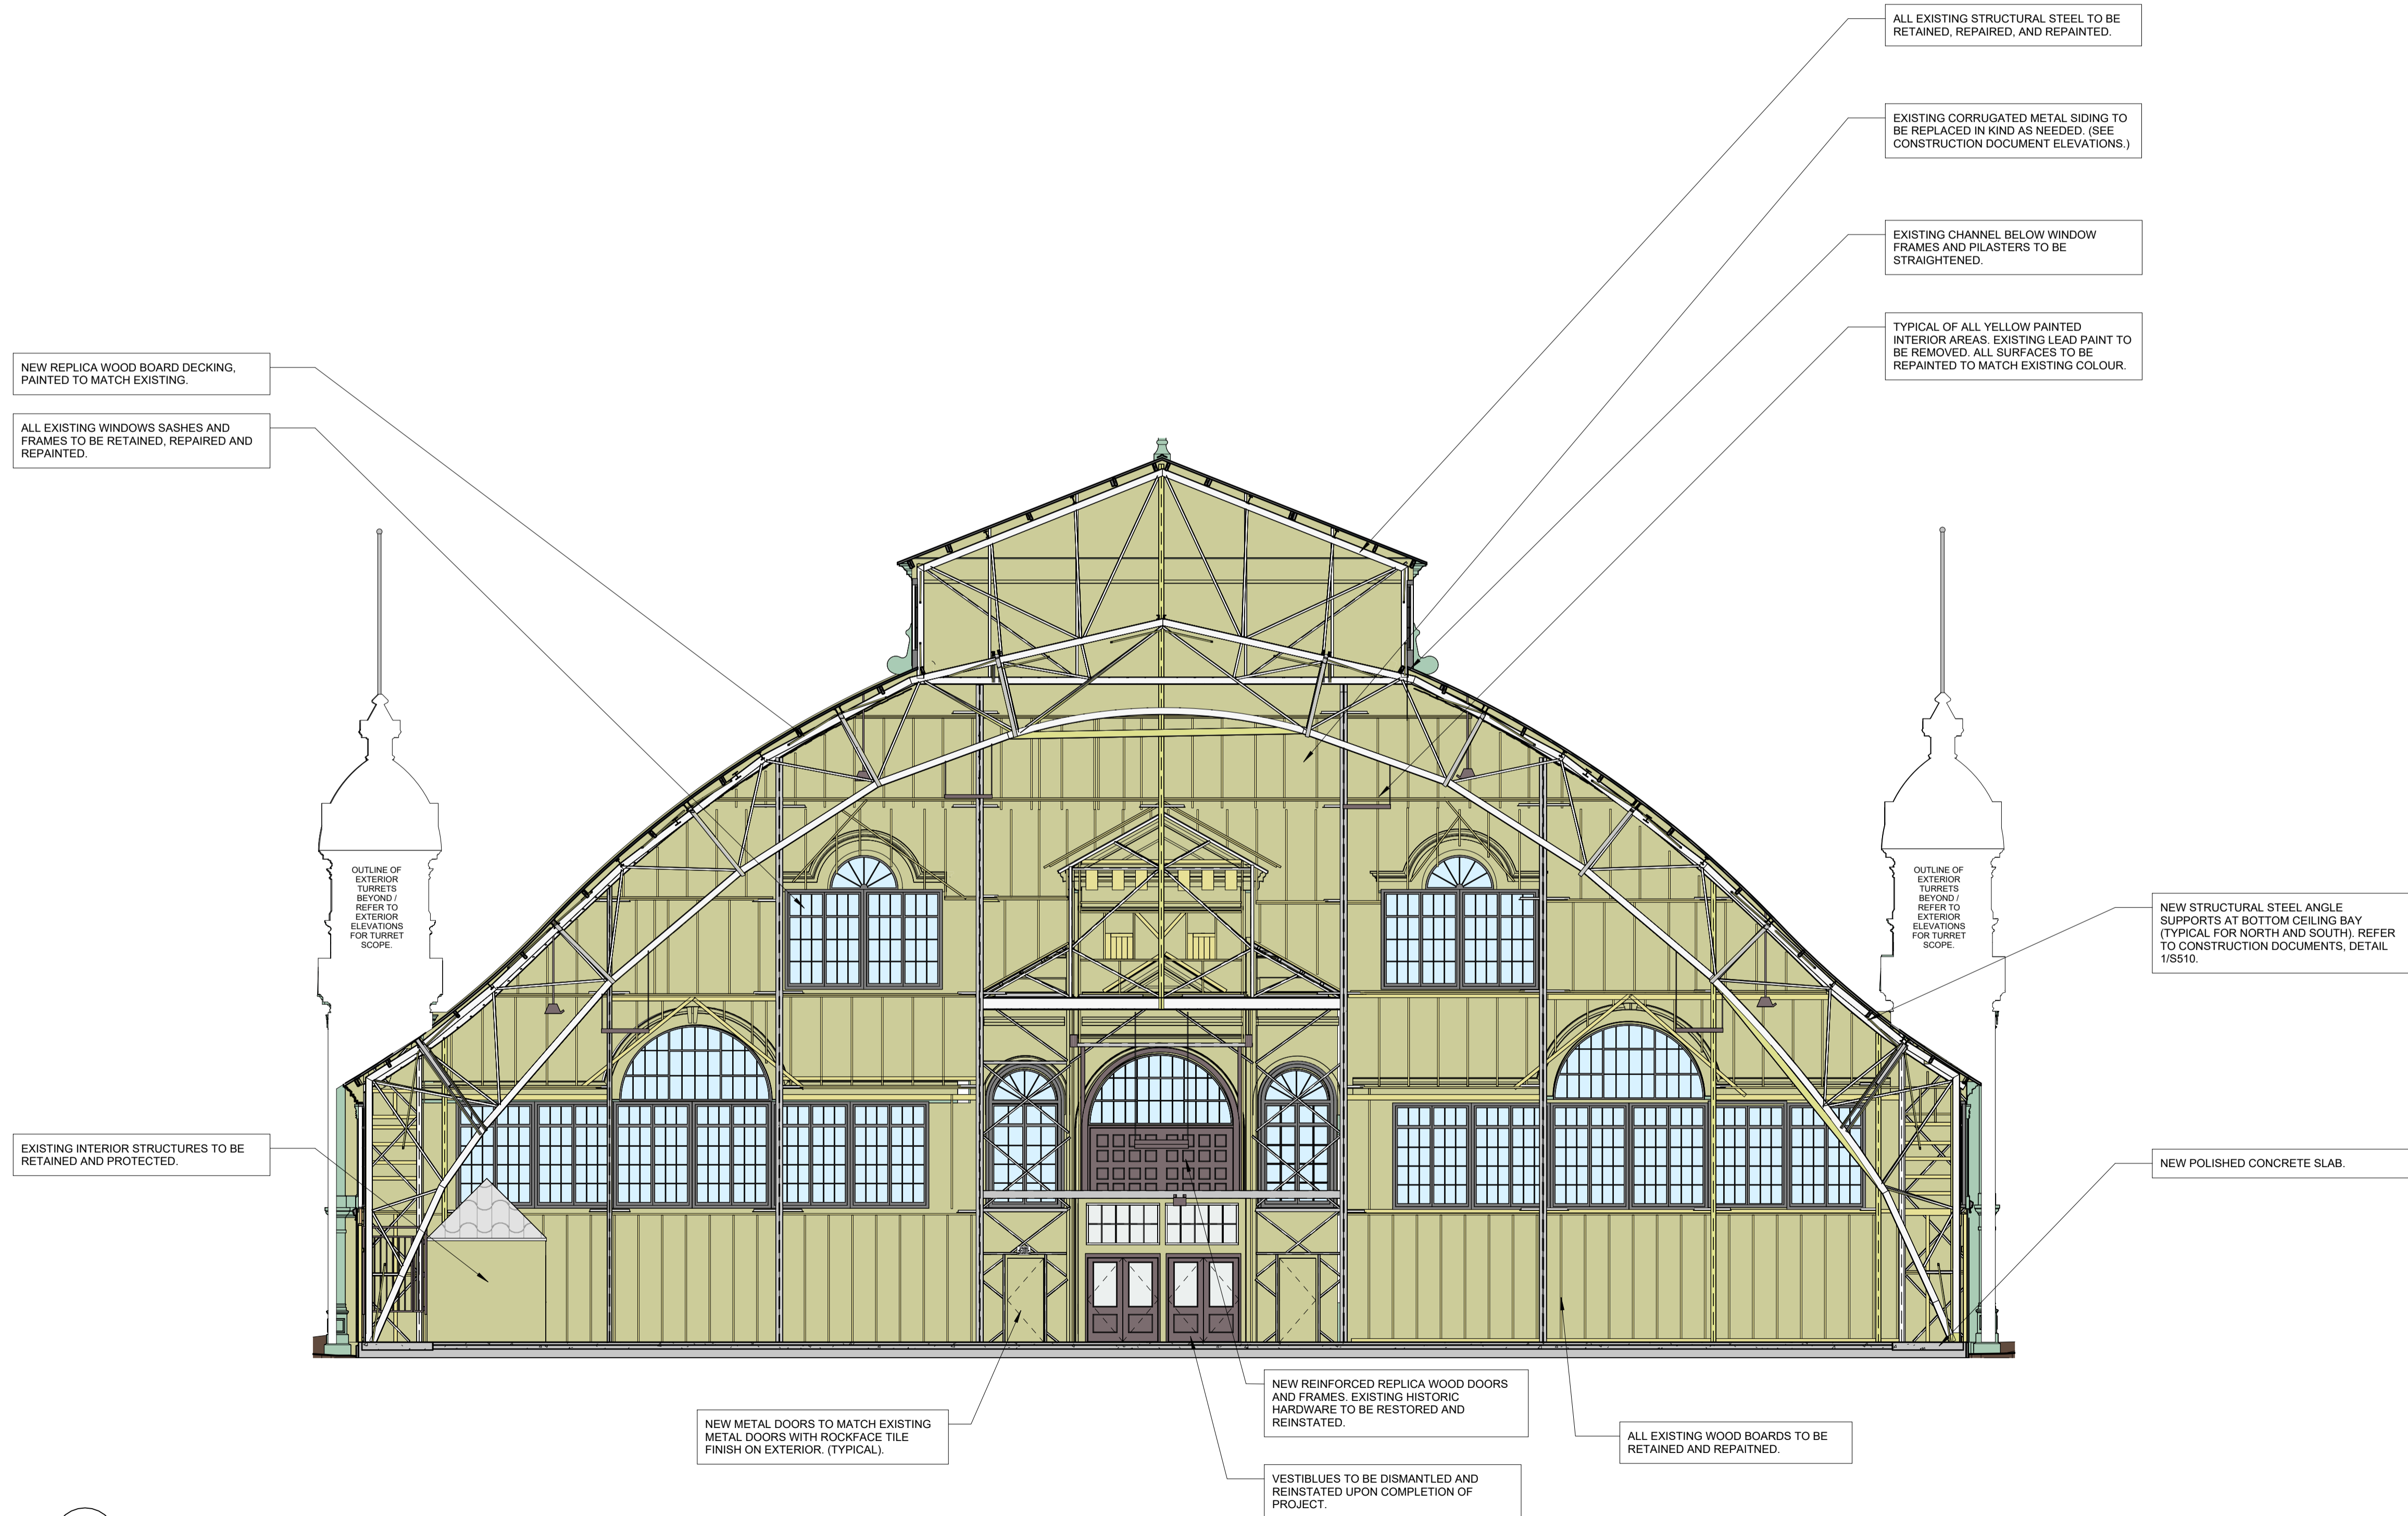 ALL EXISTING STRUCTURAL STEEL TO BE
RETAINED, REPAIRED, AND REPAINTED.
EXISTING CORRUGATED METAL SIDING TO
BE REPLACED IN KIND AS NEEDED. (SEE
CONSTRUCTION DOCUMENT ELEVATIONS.)
EXISTING CHANNEL BELOW WINDOW
FRAMES AND PILASTERS TO BE
STRAIGHTENED.
TYPICAL OF ALL YELLOW PAINTED
INTERIOR AREAS. EXISTING LEAD PAINT TO
BE REMOVED. ALL SURFACES TO BE
REPAINTED TO MATCH EXISTING COLOUR.
NEW REPLICA WOOD BOARD DECKING,
PAINTED TO MATCH EXISTING.
ALL EXISTING WINDOWS SASHES AND
FRAMES TO BE RETAINED, REPAIRED AND
REPAINTED.
OUTLINE OF
EXTERIOR
TURRETS
BEYOND /
REFER TO
EXTERIOR
ELEVATIONS
FOR TURRET
SCOPE.
OUTLINE OF
EXTERIOR
TURRETS
BEYOND /
REFER TO
EXTERIOR
ELEVATIONS
FOR TURRET
SCOPE.
NEW STRUCTURAL STEEL ANGLE
SUPPORTS AT BOTTOM CEILING BAY
(TYPICAL FOR NORTH AND SOUTH). REFER
TO CONSTRUCTION DOCUMENTS, DETAIL
1/S510.
EXISTING INTERIOR STRUCTURES TO BE
RETAINED AND PROTECTED.
NEW POLISHED CONCRETE SLAB.
NEW REINFORCED REPLICA WOOD DOORS
AND FRAMES. EXISTING HISTORIC
HARDWARE TO BE RESTORED AND
REINSTATED.
NEW METAL DOORS TO MATCH EXISTING
METAL DOORS WITH ROCKFACE TILE
FINISH ON EXTERIOR. (TYPICAL).
ALL EXISTING WOOD BOARDS TO BE
RETAINED AND REPAITNED.
VESTIBLUES TO BE DISMANTLED AND
REINSTATED UPON COMPLETION OF
PROJECT.